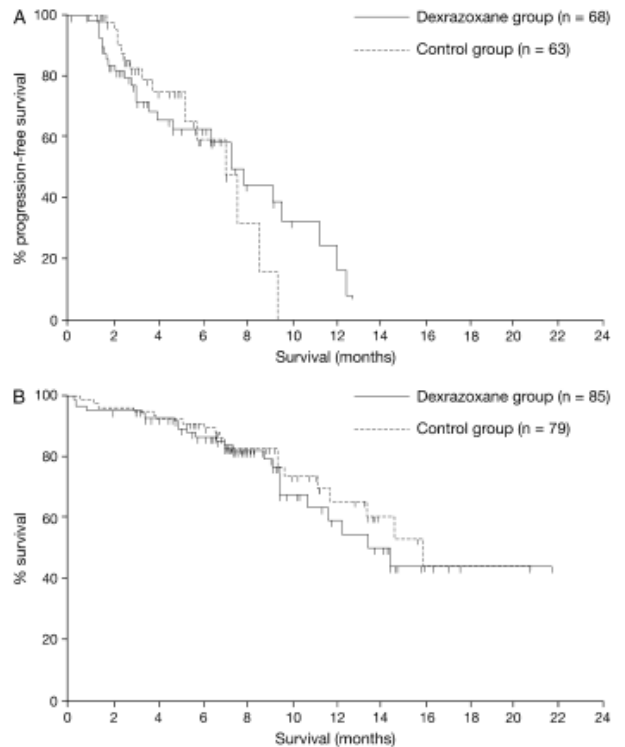 A
Dexrazoxane group (n = 68)
Control group (n = 63)
100
80
60
40
20
0
% progression-free survival
0 2 4 6 8 10 12 14 16 18 20 22 24
Survival (months)
B
Dexrazoxane group (n = 85)
Control group (n = 79)
100
80
60
40
20
0
% survival
0 2 4 6 8 10 12 14 16 18 20 22 24
Survival (months)